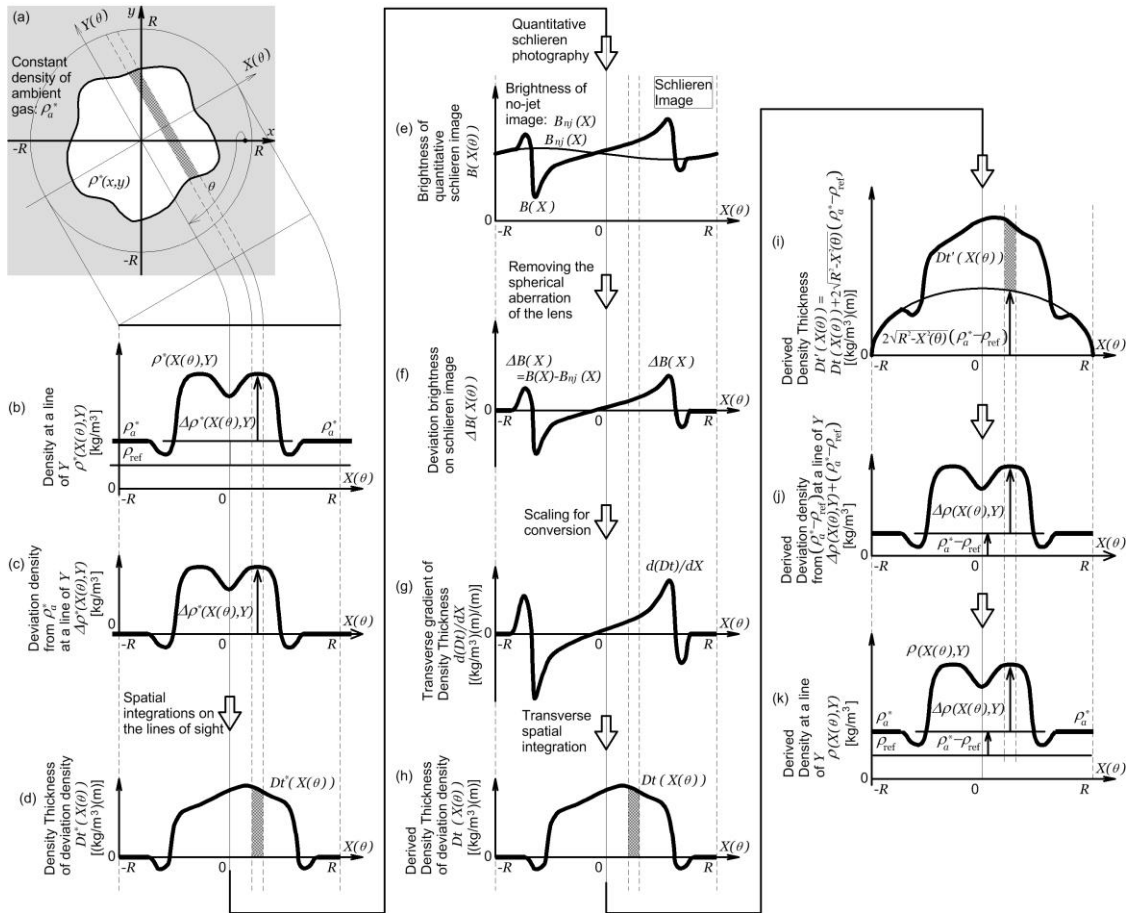 (a)
y
Y(θ)
R
X(θ)
Constant
density of
ambient
gas: ρₐ*
x
-R
R
θ
ρ*(x,y)
-R
(b)
Density at a line
of Y
ρ*(X(θ),Y)
[kg/m³]
ρ*(X(θ),Y)
ρₐ*
Δρ*(X(θ),Y)
ρₐ*
ρref
X(θ)
0
-R
0
R
(c)
Deviation density
from ρₐ*
at a line of Y
Δρ*(X(θ),Y)
[kg/m³]
Δρ*(X(θ),Y)
X(θ)
0
-R
0
R
Spatial
integrations on
the lines of sight
(d)
Density Thickness
of deviation density
Dt*(X(θ))
[(kg/m³)(m)]
Dt*(X(θ))
X(θ)
0
-R
0
R
Quantitative
schlieren
photography
(e)
Brightness of
quantitative
schlieren image
B(X(θ))
Brightness of
no-jet
image: Bnj(X)
Bnj(X)
Schlieren
Image
B(X)
X(θ)
0
-R
0
R
Removing the
spherical
aberration
of the lens
(f)
Deviation brightness
on schlieren image
ΔB(X(θ))
ΔB(X)
=B(X)-Bnj(X)
ΔB(X)
X(θ)
0
-R
0
R
Scaling for
conversion
(g)
Transverse gradient of
Density Thickness
d(Dt)/dX
[(kg/m³)(m)/(m)]
d(Dt)/dX
X(θ)
0
-R
0
R
Transverse
spatial
integration
(h)
Derived
Density Thickness
of deviation density
Dt(X(θ))
[(kg/m³)(m)]
Dt(X(θ))
X(θ)
0
-R
0
R
(i)
Derived
Density Thickness
Dt'(X(θ))=
Dt(X(θ))+2√R²-X²(θ)(ρₐ*-ρref)
[(kg/m³)(m)]
Dt'(X(θ))
2√R²-X²(θ)(ρₐ*-ρref)
X(θ)
0
-R
0
R
(j)
Derived
Deviation density
from (ρₐ*-ρref) at a line of Y
Δρ(X(θ),Y)+(ρₐ*-ρref)
[kg/m³]
Δρ(X(θ),Y)
ρₐ*-ρref
X(θ)
0
-R
0
R
(k)
Derived
Density at a line
of Y
ρ(X(θ),Y)
[kg/m³]
ρ(X(θ),Y)
Δρ(X(θ),Y)
ρₐ*
ρₐ*
ρref
ρₐ*-ρref
X(θ)
0
-R
0
R